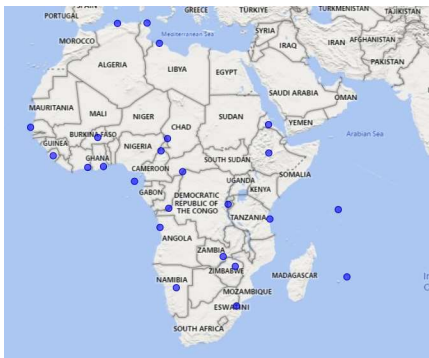 SPAIN
PORTUGAL
GREECE
TÜRKIYE
TURKMENISTAN
TAJIKISTAN
Mediterranean Sea
SYRIA
MOROCCO
IRAQ
IRAN
AFGHANISTAN
PAKISTAN
ALGERIA
LIBYA
EGYPT
SAUDI ARABIA
OMAN
MAURITANIA
MALI
NIGER
CHAD
SUDAN
YEMEN
Arabian Sea
BURKINA FASO
GUINEA
GHANA
NIGERIA
CAMEROON
SOUTH SUDAN
SOMALIA
UGANDA
KENYA
GABON
DEMOCRATIC
REPUBLIC OF
THE CONGO
TANZANIA
ANGOLA
ZAMBIA
ZIMBABWE
MADAGASCAR
NAMIBIA
MOZAMBIQUE
ESWATINI
SOUTH AFRICA